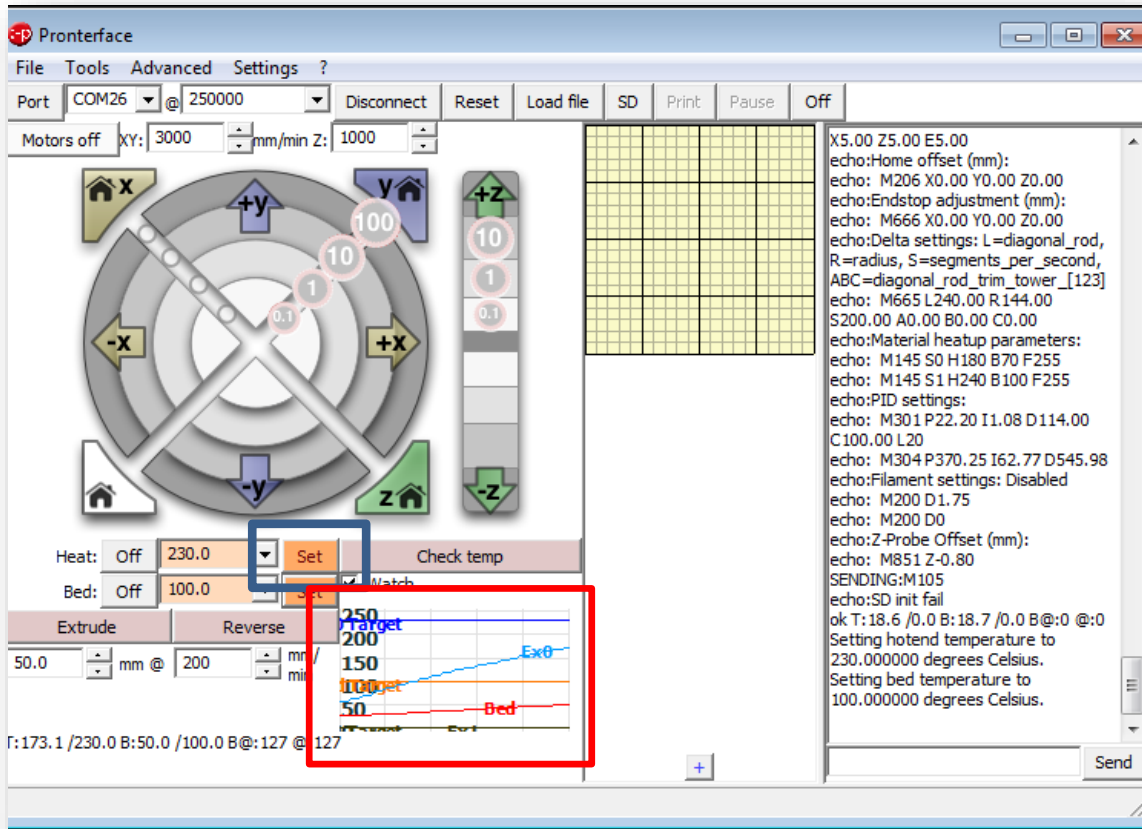 Pronterface
File Tools Advanced Settings ?
Port COM26 @ 250000 Disconnect Reset Load file SD Print Pause Off
Motors off XY: 3000 mm/min Z: 1000
x y +y +z
100
10 10
1 1
0.1 0.1
-x +x
-y z -z
Heat: Off 230.0 Set Check temp
Bed: Off 100.0 Set Watch
Extrude Reverse
50.0 mm @ 200 mm/
min
250
Target
200
150 Ex0
100 Target
50 Bed
Target Ex1
T:173.1 /230.0 B:50.0 /100.0 B@:127 @:127
+
X5.00 Z5.00 E5.00
echo:Home offset (mm):
echo: M206 X0.00 Y0.00 Z0.00
echo:Endstop adjustment (mm):
echo: M666 X0.00 Y0.00 Z0.00
echo:Delta settings: L=diagonal_rod,
R=radius, S=segments_per_second,
ABC=diagonal_rod_trim_tower_[123]
echo: M665 L240.00 R144.00
S200.00 A0.00 B0.00 C0.00
echo:Material heatup parameters:
echo: M145 S0 H180 B70 F255
echo: M145 S1 H240 B100 F255
echo:PID settings:
echo: M301 P22.20 I1.08 D114.00
C100.00 L20
echo: M304 P370.25 I62.77 D545.98
echo:Filament settings: Disabled
echo: M200 D1.75
echo: M200 D0
echo:Z-Probe Offset (mm):
echo: M851 Z-0.80
SENDING:M105
echo:SD init fail
ok T:18.6 /0.0 B:18.7 /0.0 B@:0 @:0
Setting hotend temperature to
230.000000 degrees Celsius.
Setting bed temperature to
100.000000 degrees Celsius.
Send